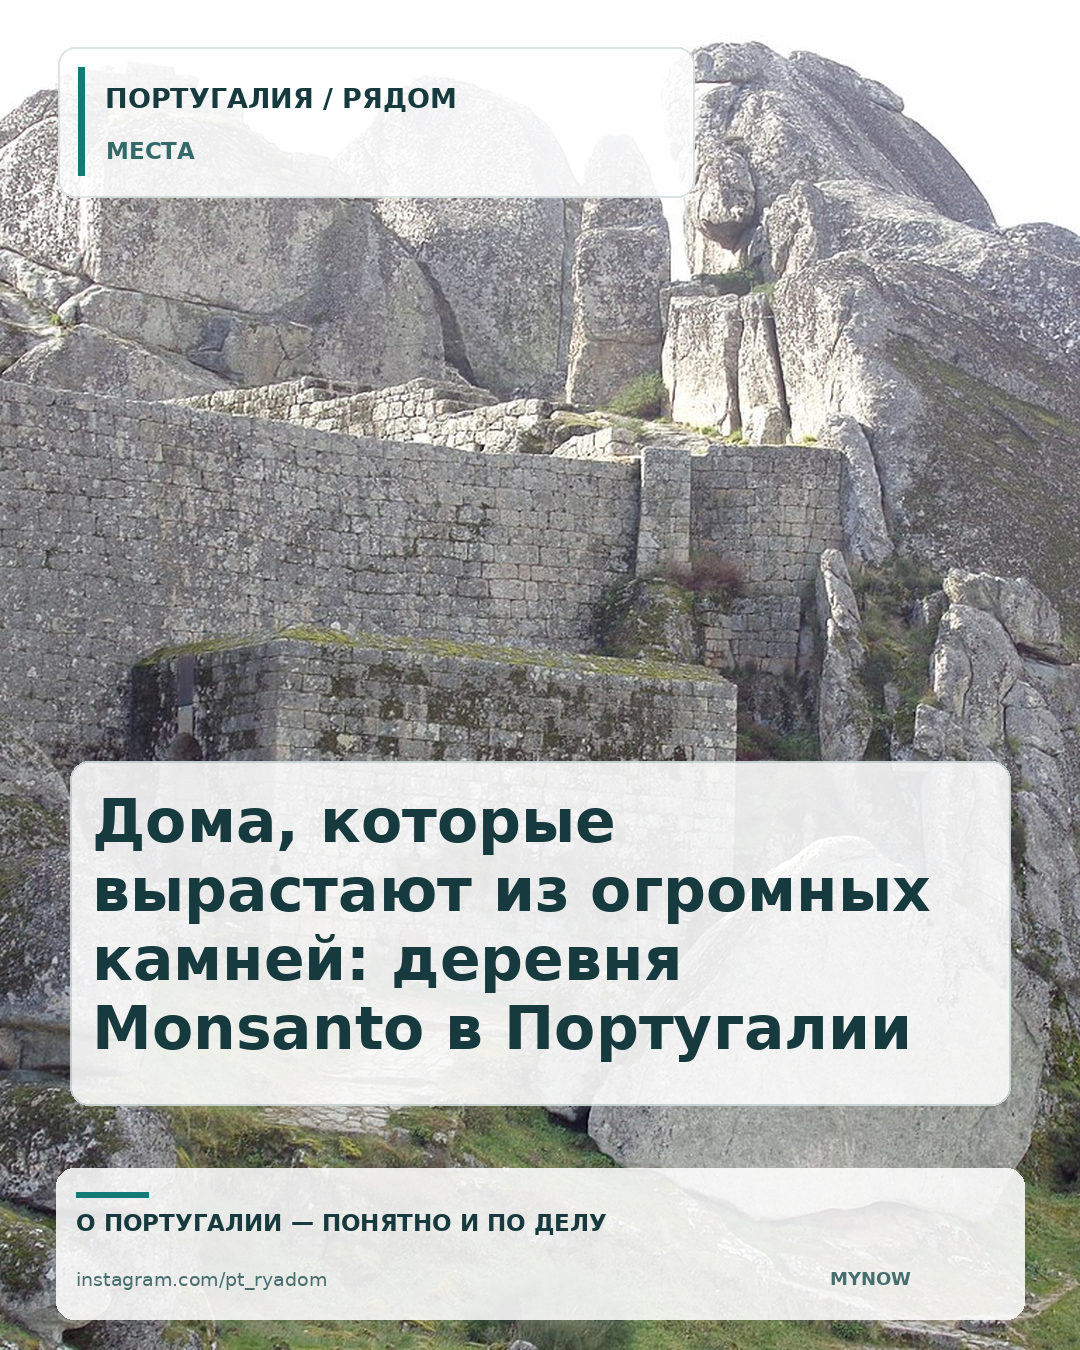 ПОРТУГАЛИЯ / РЯДОМ
МЕСТА
Дома, которые
вырастают из огромных
камней: деревня
Monsanto в Португалии
О ПОРТУГАЛИИ — ПОНЯТНО И ПО ДЕЛУ
instagram.com/pt_ryadom
MYNOW